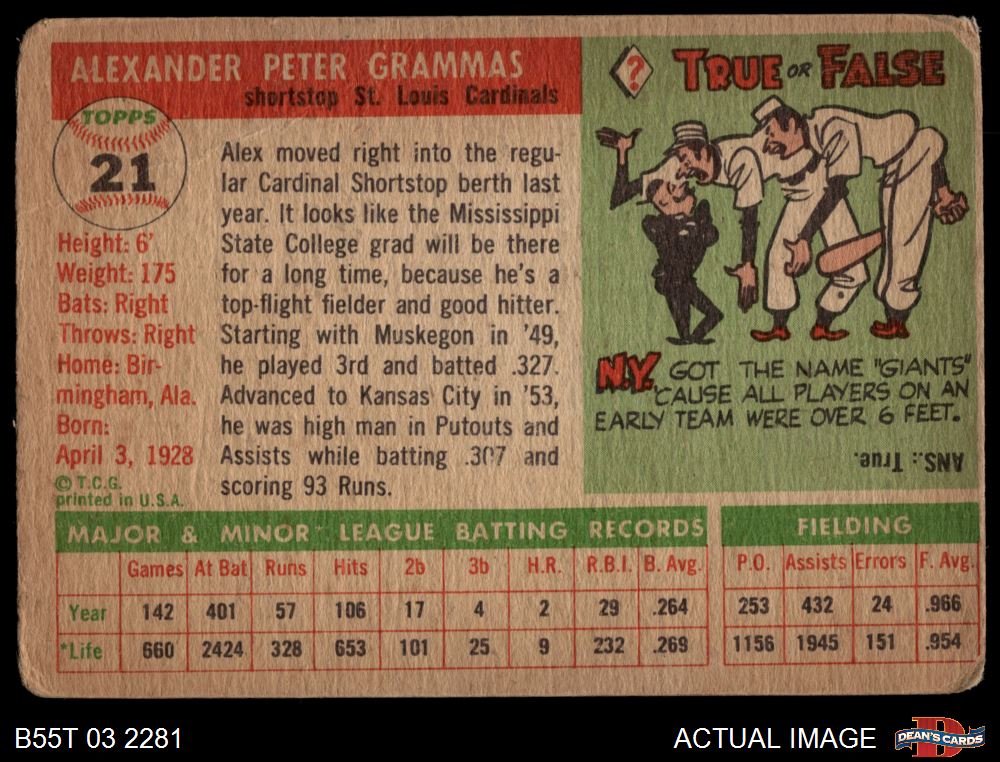 ALEXANDER PETER GRAMMAS
shortstop St. Louis Cardinals
TOPPS
21
Height: 6'
Weight: 175
Bats: Right
Throws: Right
Home: Bir-
mingham, Ala.
Born:
April 3, 1928
© T.C.G.
printed in U.S.A.
Alex moved right into the regu-
lar Cardinal Shortstop berth last
year. It looks like the Mississippi
State College grad will be there
for a long time, because he's a
top-flight fielder and good hitter.
Starting with Muskegon in '49,
he played 3rd and batted .327.
Advanced to Kansas City in '53,
he was high man in Putouts and
Assists while batting .307 and
scoring 93 Runs.
? TRUE OR FALSE
N.Y. GOT THE NAME "GIANTS"
'CAUSE ALL PLAYERS ON AN
EARLY TEAM WERE OVER 6 FEET.
ANS.: True.
MAJOR & MINOR LEAGUE BATTING RECORDS
Games At Bat Runs Hits 2b 3b H.R. R.B.I. B. Avg.
Year 142 401 57 106 17 4 2 29 .264
*Life 660 2424 328 653 101 25 9 232 .269
FIELDING
P.O. Assists Errors F. Avg.
253 432 24 .966
1156 1945 151 .954
B55T 03 2281
ACTUAL IMAGE
D
DEAN'S CARDS